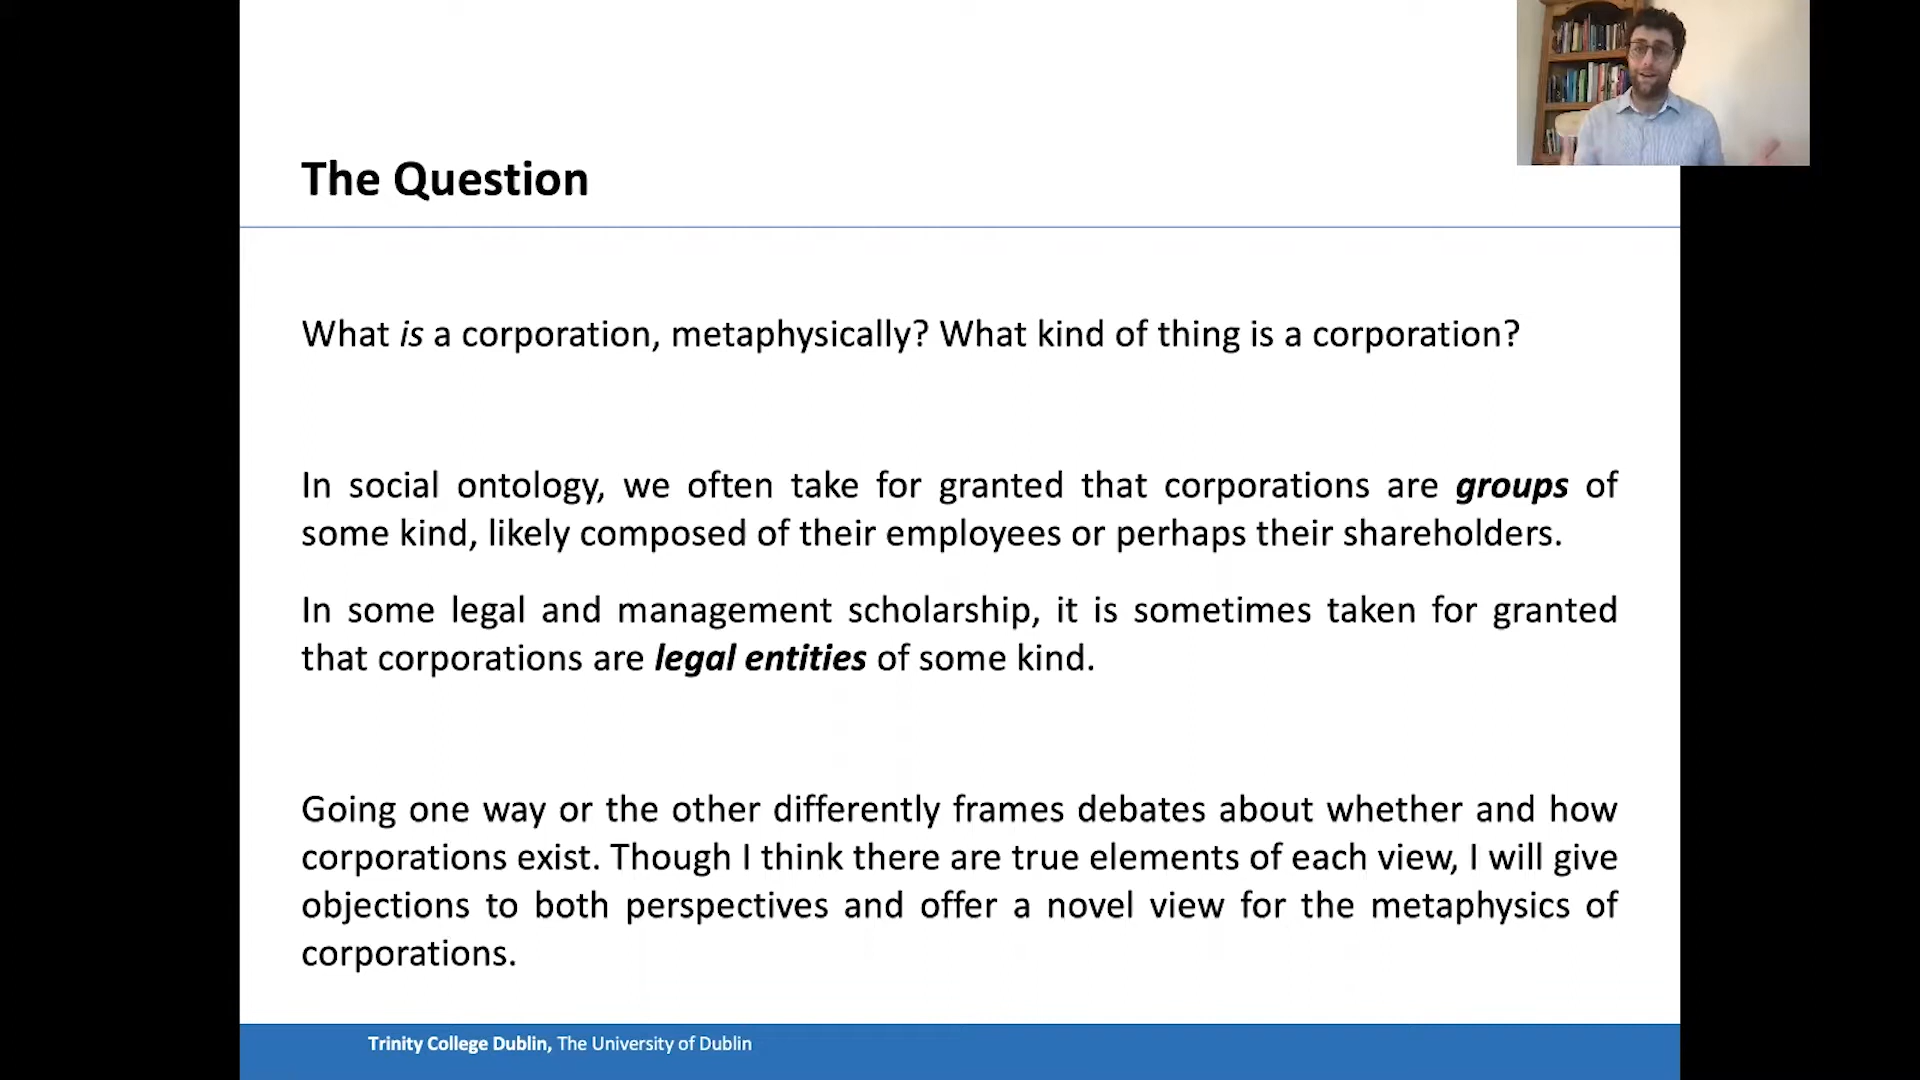 The Question
What is a corporation, metaphysically? What kind of thing is a corporation?
In social ontology, we often take for granted that corporations are groups of
some kind, likely composed of their employees or perhaps their shareholders.
In some legal and management scholarship, it is sometimes taken for granted
that corporations are legal entities of some kind.
Going one way or the other differently frames debates about whether and how
corporations exist. Though I think there are true elements of each view, I will give
objections to both perspectives and offer a novel view for the metaphysics of
corporations.
Trinity College Dublin, The University of Dublin